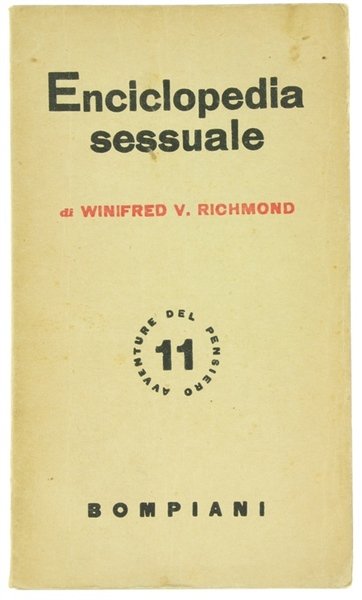 Enciclopedia
sessuale
di WINIFRED V. RICHMOND
AVVENTURE DEL PENSIERO
11
BOMPIANI